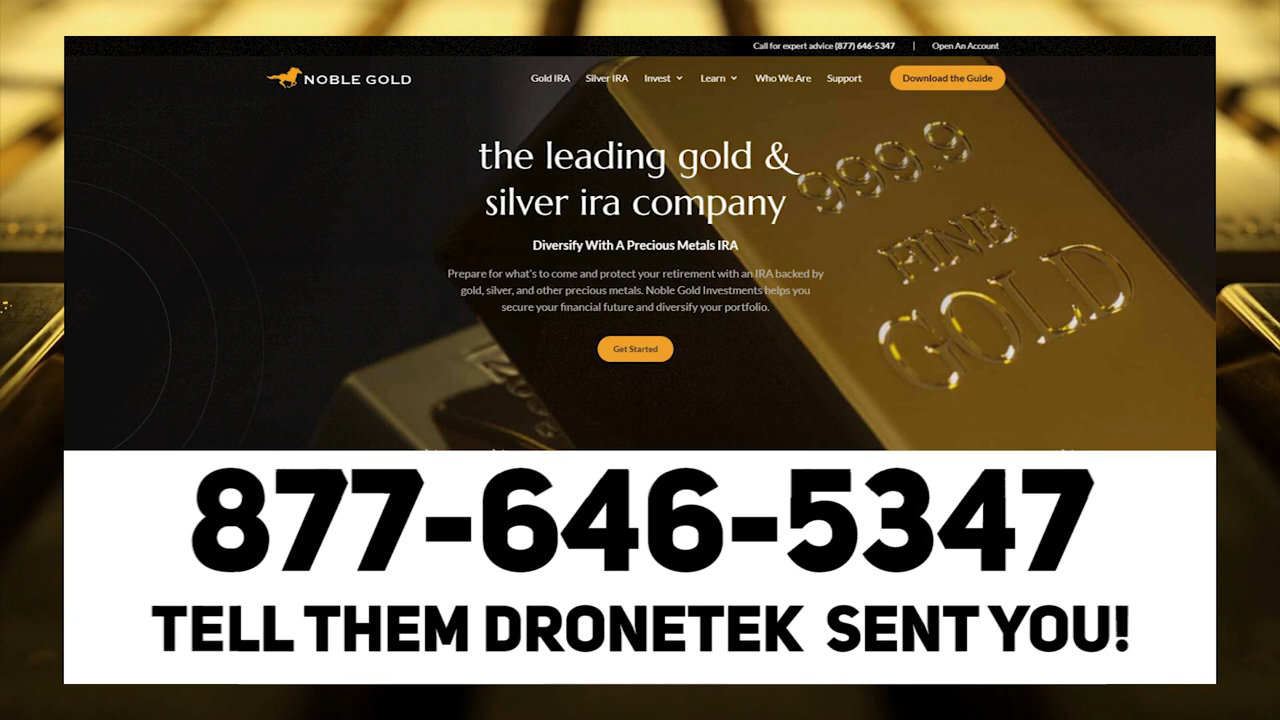 Call for expert advice (877) 646-5347 | Open An Account
NOBLE GOLD
Gold IRA Silver IRA Invest Learn Who We Are Support Download the Guide
the leading gold &
silver ira company
Diversify With A Precious Metals IRA
Prepare for what's to come and protect your retirement with an IRA backed by
gold, silver, and other precious metals. Noble Gold Investments helps you
secure your financial future and diversify your portfolio.
Get Started
999.9
FINE
GOLD
877-646-5347
TELL THEM DRONETEK SENT YOU!